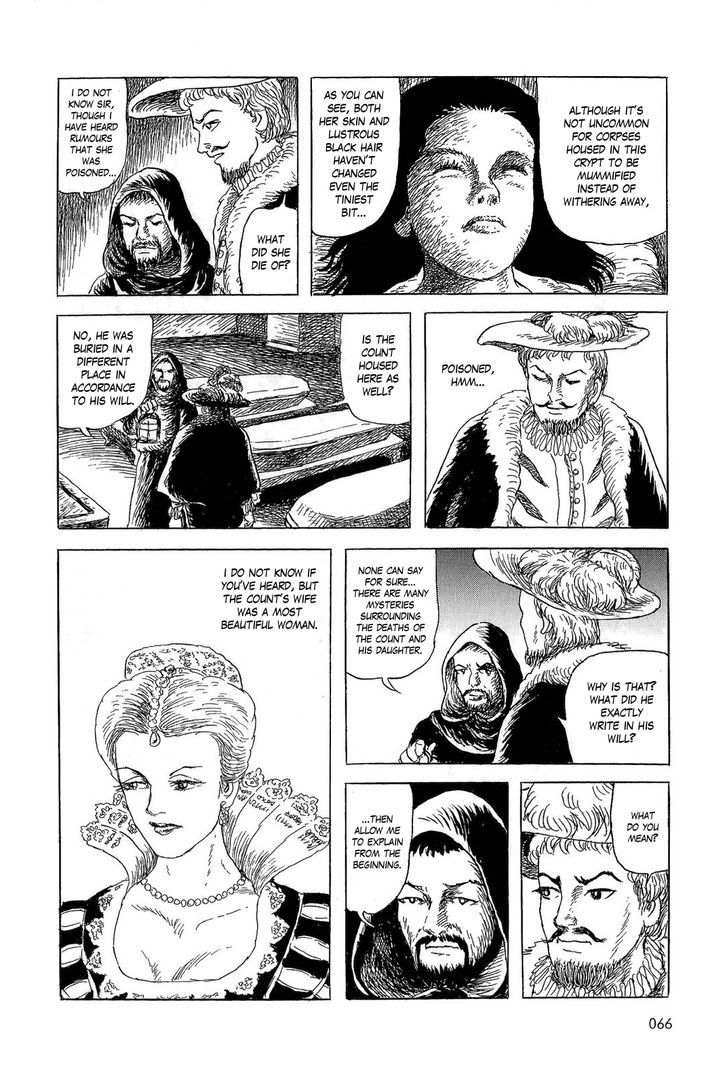 ALTHOUGH IT'S
NOT UNCOMMON
FOR CORPSES
HOUSED IN THIS
CRYPT TO BE
MUMMIFIED
INSTEAD OF
WITHERING AWAY,
AS YOU CAN
SEE, BOTH
HER SKIN AND
LUSTROUS
BLACK HAIR
HAVEN'T
CHANGED
EVEN THE
TINIEST
BIT...
WHAT
DID SHE
DIE OF?
I DO NOT
KNOW SIR,
THOUGH I
HAVE HEARD
RUMOURS
THAT SHE
WAS
POISONED...
POISONED,
HMM...
IS THE
COUNT
HOUSED
HERE AS
WELL?
NO, HE WAS
BURIED IN A
DIFFERENT
PLACE IN
ACCORDANCE
TO HIS WILL.
WHY IS THAT?
WHAT DID HE
EXACTLY
WRITE IN HIS
WILL?
NONE CAN SAY
FOR SURE...
...THERE ARE MANY
MYSTERIES
SURROUNDING
THE DEATHS OF
THE COUNT AND
HIS DAUGHTER.
WHAT
DO YOU
MEAN?
...THEN
ALLOW ME
TO EXPLAIN
FROM THE
BEGINNING.
I DO NOT KNOW IF
YOU'VE HEARD, BUT
THE COUNT'S WIFE
WAS A MOST
BEAUTIFUL WOMAN.
066